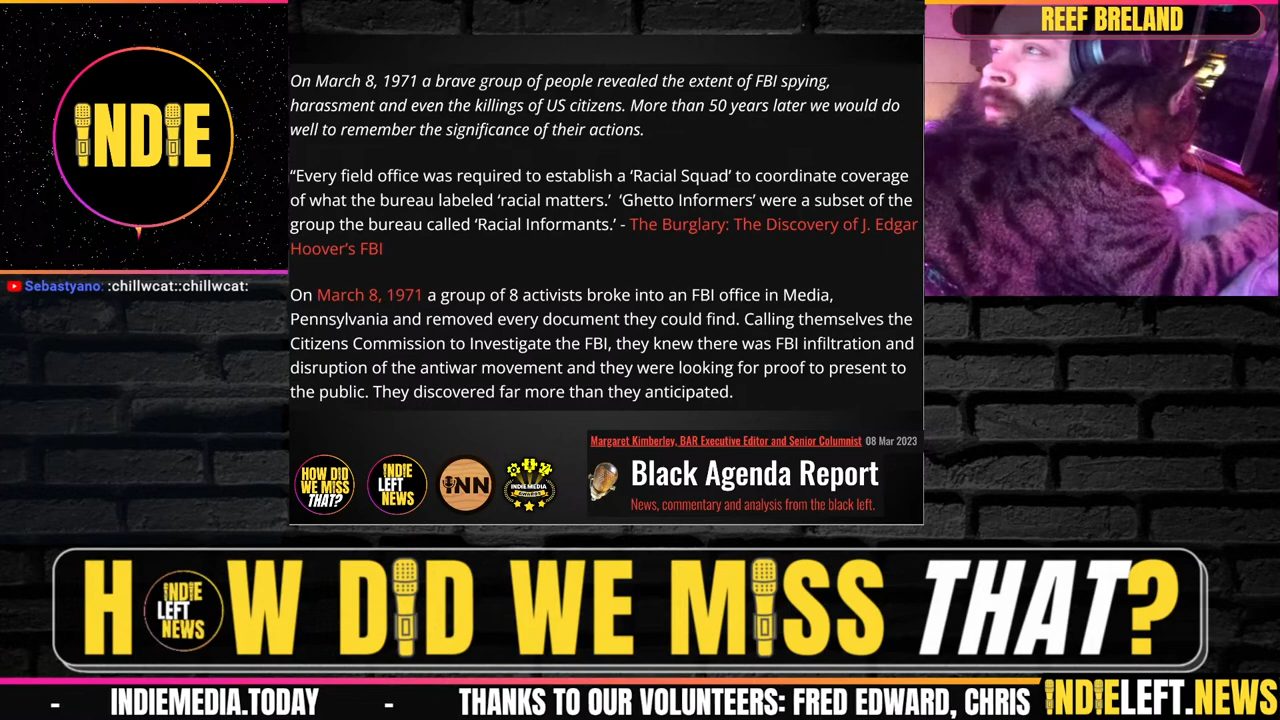 INDIE
REEF BRELAND
On March 8, 1971 a brave group of people revealed the extent of FBI spying,
harassment and even the killings of US citizens. More than 50 years later we would do
well to remember the significance of their actions.
“Every field office was required to establish a ‘Racial Squad’ to coordinate coverage
of what the bureau labeled ‘racial matters.’ ‘Ghetto Informers’ were a subset of the
group the bureau called ‘Racial Informants.’ - The Burglary: The Discovery of J. Edgar
Hoover’s FBI
On March 8, 1971 a group of 8 activists broke into an FBI office in Media,
Pennsylvania and removed every document they could find. Calling themselves the
Citizens Commission to Investigate the FBI, they knew there was FBI infiltration and
disruption of the antiwar movement and they were looking for proof to present to
the public. They discovered far more than they anticipated.
Sebastyano: :chillwcat::chillwcat:
Margaret Kimberley, BAR Executive Editor and Senior Columnist 08 Mar 2023
Black Agenda Report
News, commentary and analysis from the black left.
HOW DID
WE MISS
THAT?
INDIE
LEFT
NEWS
INN
INDIE MEDIA
AWARDS
HOW DID WE MISS THAT?
INDIE
LEFT
NEWS
- INDIEMEDIA.TODAY - THANKS TO OUR VOLUNTEERS: FRED EDWARD, CHRIS
INDIELEFT.NEWS